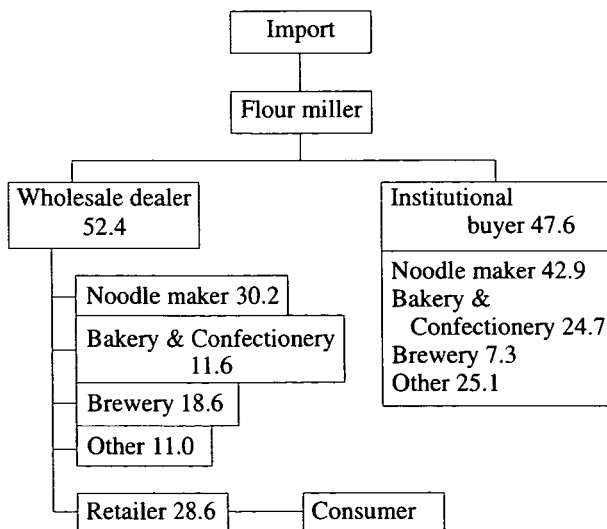 Import
Flour miller
Wholesale dealer
52.4
Institutional
buyer 47.6
Noodle maker 42.9
Bakery &
Confectionery 24.7
Brewery 7.3
Other 25.1
Noodle maker 30.2
Bakery & Confectionery
11.6
Brewery 18.6
Other 11.0
Retailer 28.6
Consumer